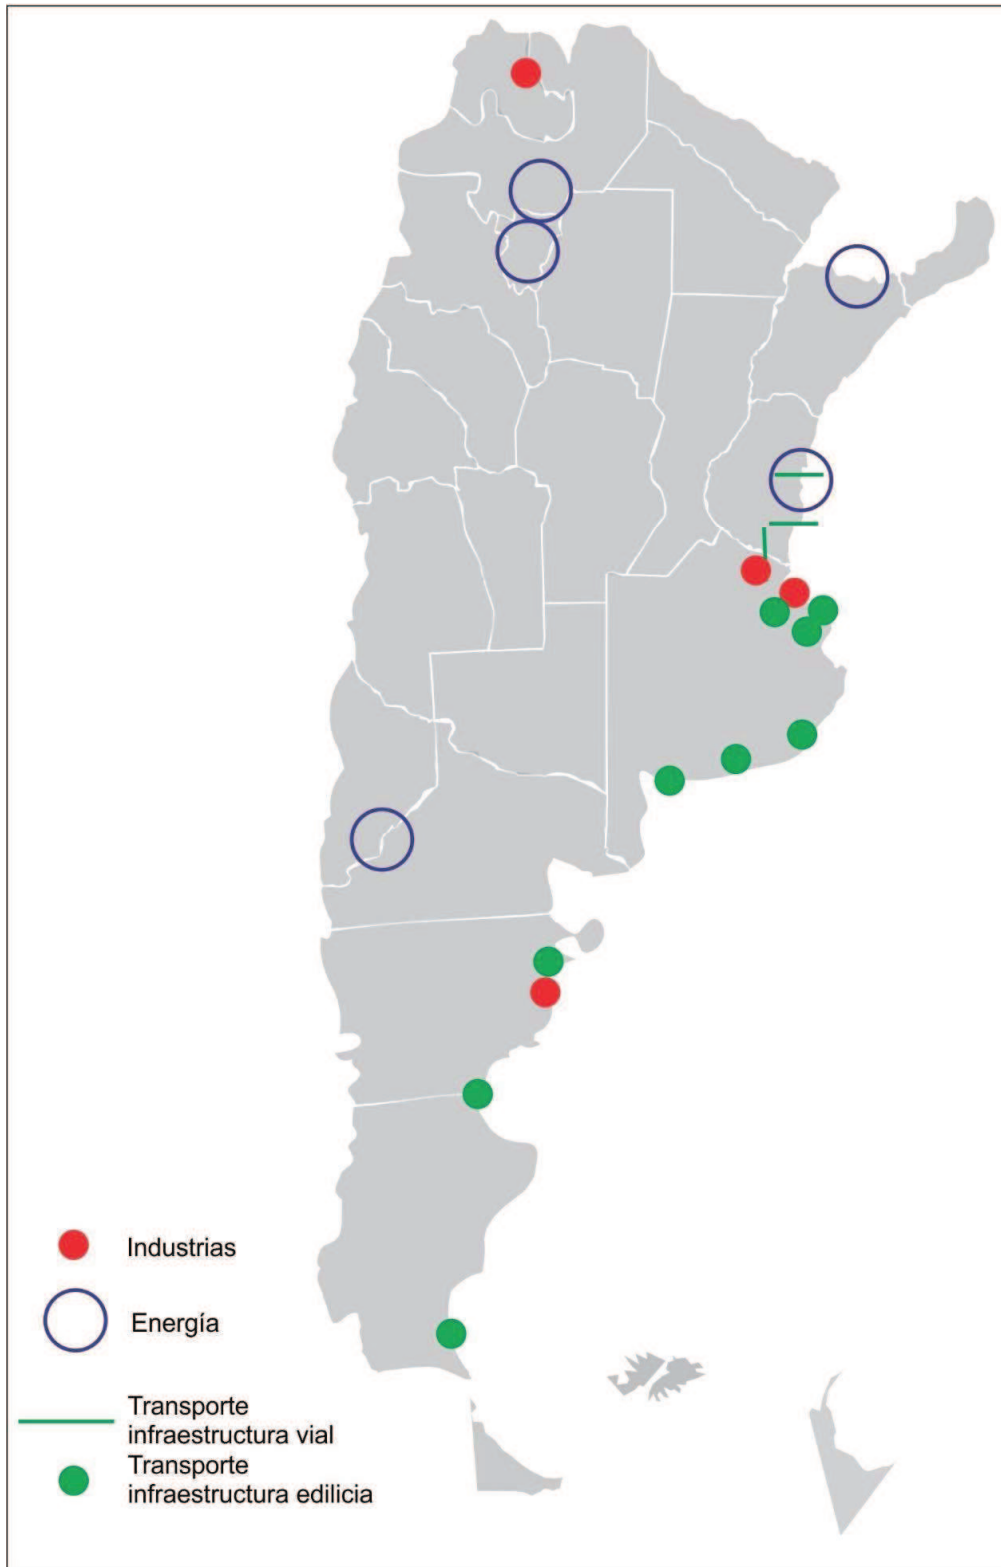 Industrias
Energía
Transporte
infraestructura vial
Transporte
infraestructura edilicia